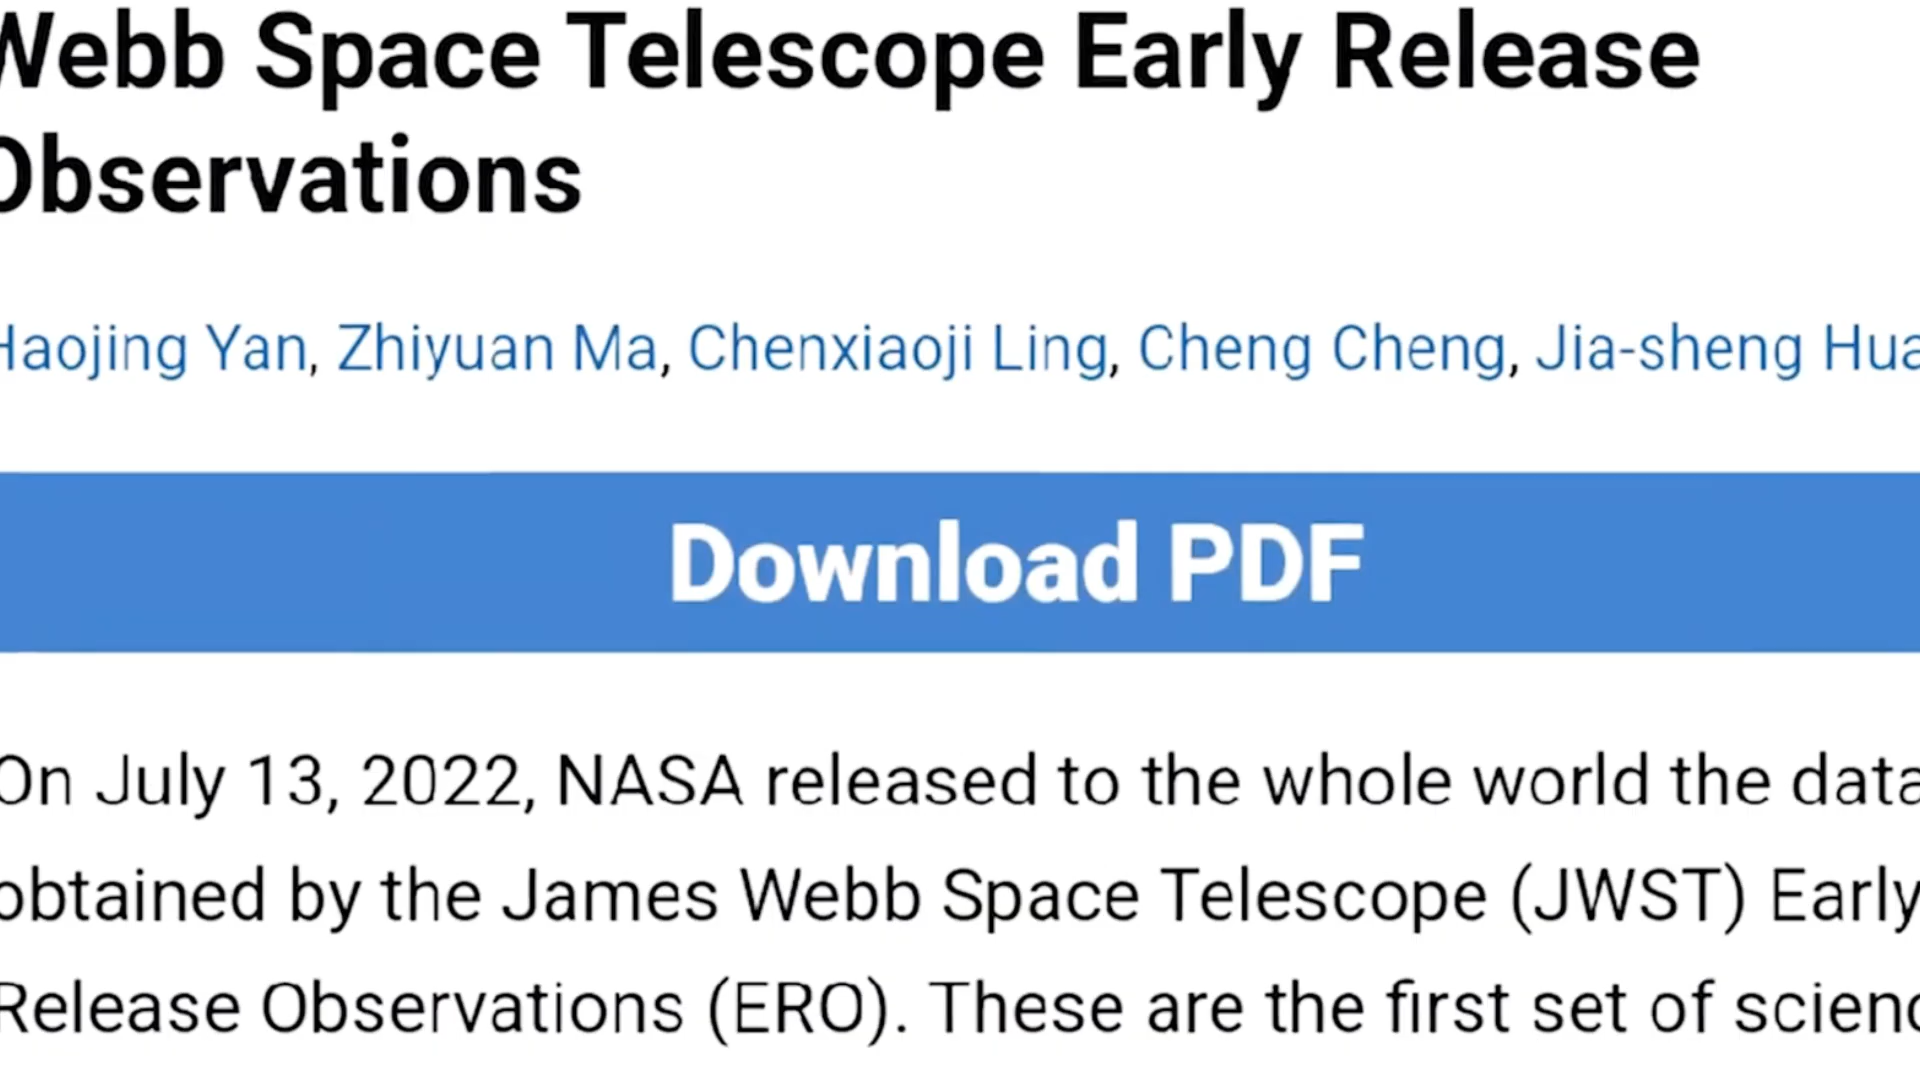 Webb Space Telescope Early Release
Observations
Haojing Yan, Zhiyuan Ma, Chenxiaoji Ling, Cheng Cheng, Jia-sheng Hua
Download PDF
On July 13, 2022, NASA released to the whole world the data
obtained by the James Webb Space Telescope (JWST) Early
Release Observations (ERO). These are the first set of scienc